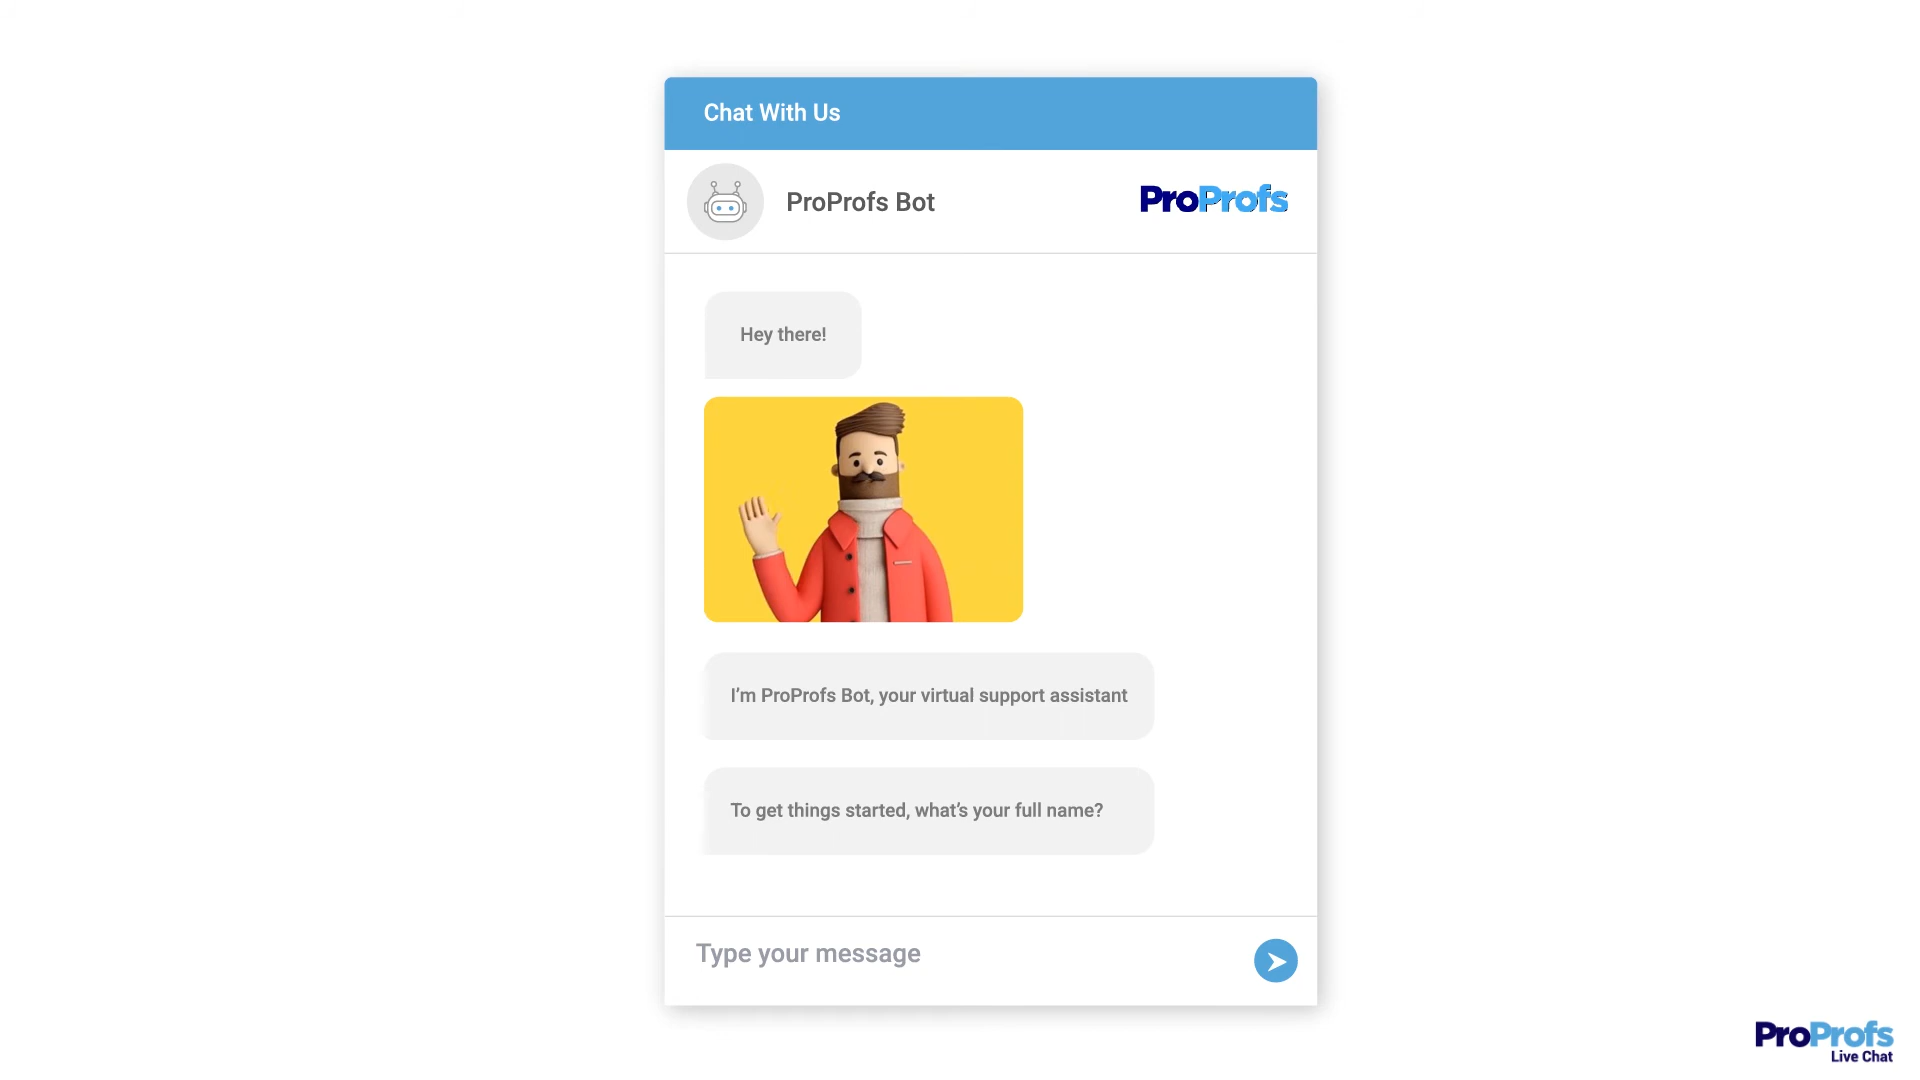 Chat With Us
ProProfs Bot
ProProfs
Hey there!
I’m ProProfs Bot, your virtual support assistant
To get things started, what’s your full name?
Type your message
ProProfs
Live Chat